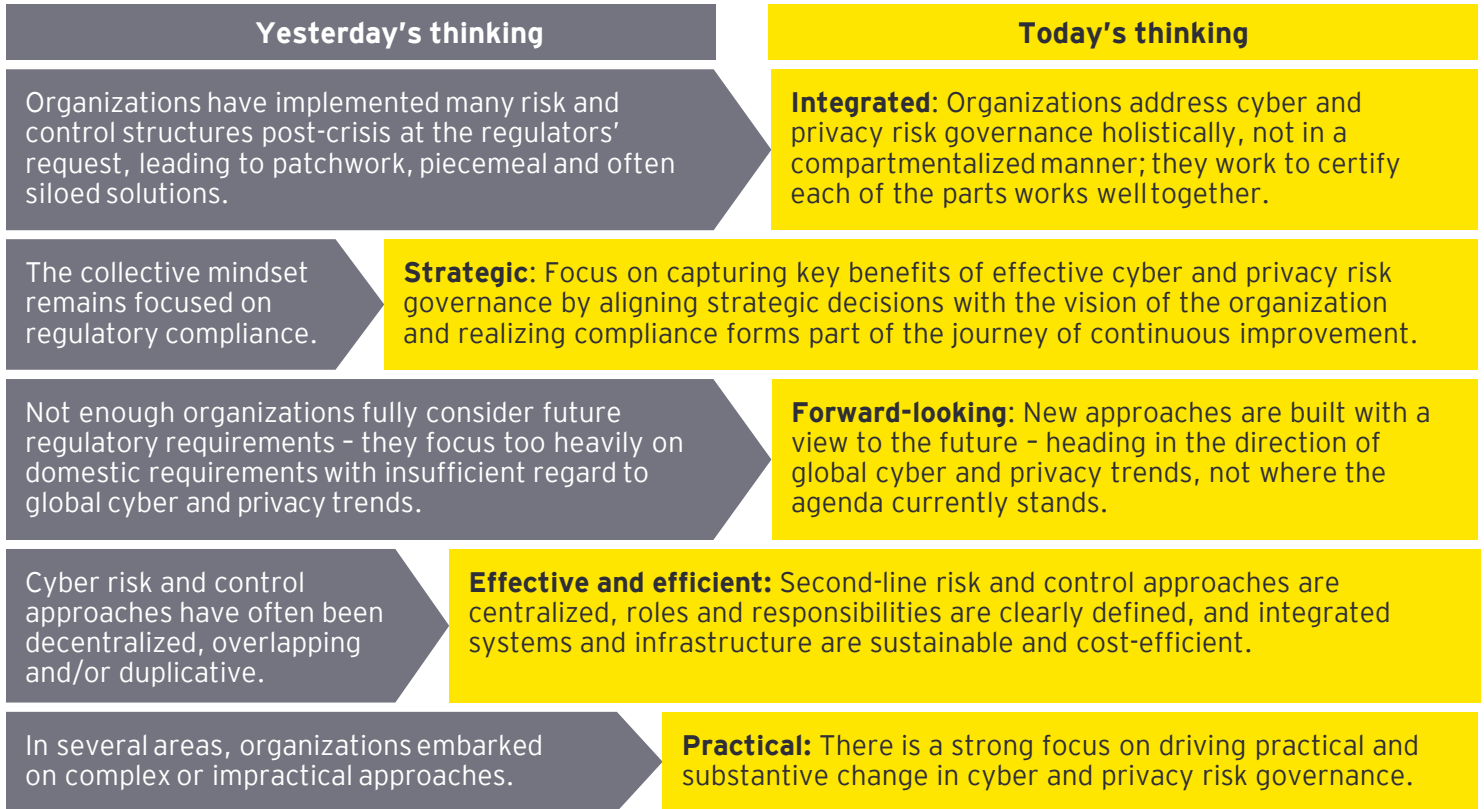 Yesterday's thinking
Today's thinking
Organizations have implemented many risk and
control structures post-crisis at the regulators'
request, leading to patchwork, piecemeal and often
siloed solutions.
Integrated: Organizations address cyber and
privacy risk governance holistically, not in a
compartmentalized manner; they work to certify
each of the parts works well together.
The collective mindset
remains focused on
regulatory compliance.
Strategic: Focus on capturing key benefits of effective cyber and privacy risk
governance by aligning strategic decisions with the vision of the organization
and realizing compliance forms part of the journey of continuous improvement.
Not enough organizations fully consider future
regulatory requirements – they focus too heavily on
domestic requirements with insufficient regard to
global cyber and privacy trends.
Forward-looking: New approaches are built with a
view to the future – heading in the direction of
global cyber and privacy trends, not where the
agenda currently stands.
Cyber risk and control
approaches have often been
decentralized, overlapping
and/or duplicative.
Effective and efficient: Second-line risk and control approaches are
centralized, roles and responsibilities are clearly defined, and integrated
systems and infrastructure are sustainable and cost-efficient.
In several areas, organizations embarked
on complex or impractical approaches.
Practical: There is a strong focus on driving practical and
substantive change in cyber and privacy risk governance.